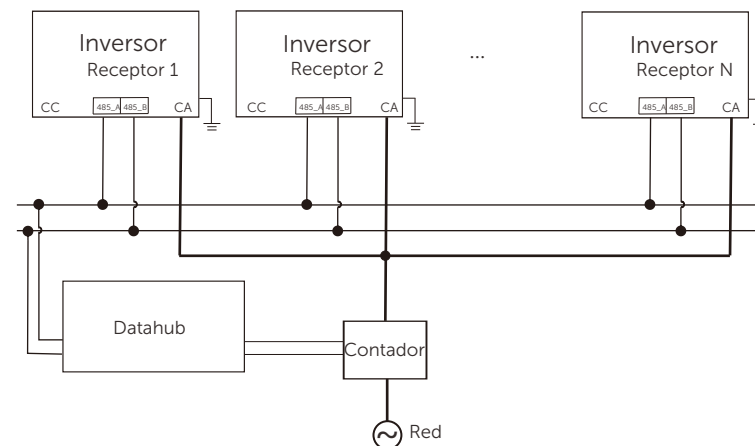 Inversor
Receptor 1
CC 485_A 485_B CA
Inversor
Receptor 2
CC 485_A 485_B CA
...
Inversor
Receptor N
CC 485_A 485_B CA
Datahub
Contador
Red